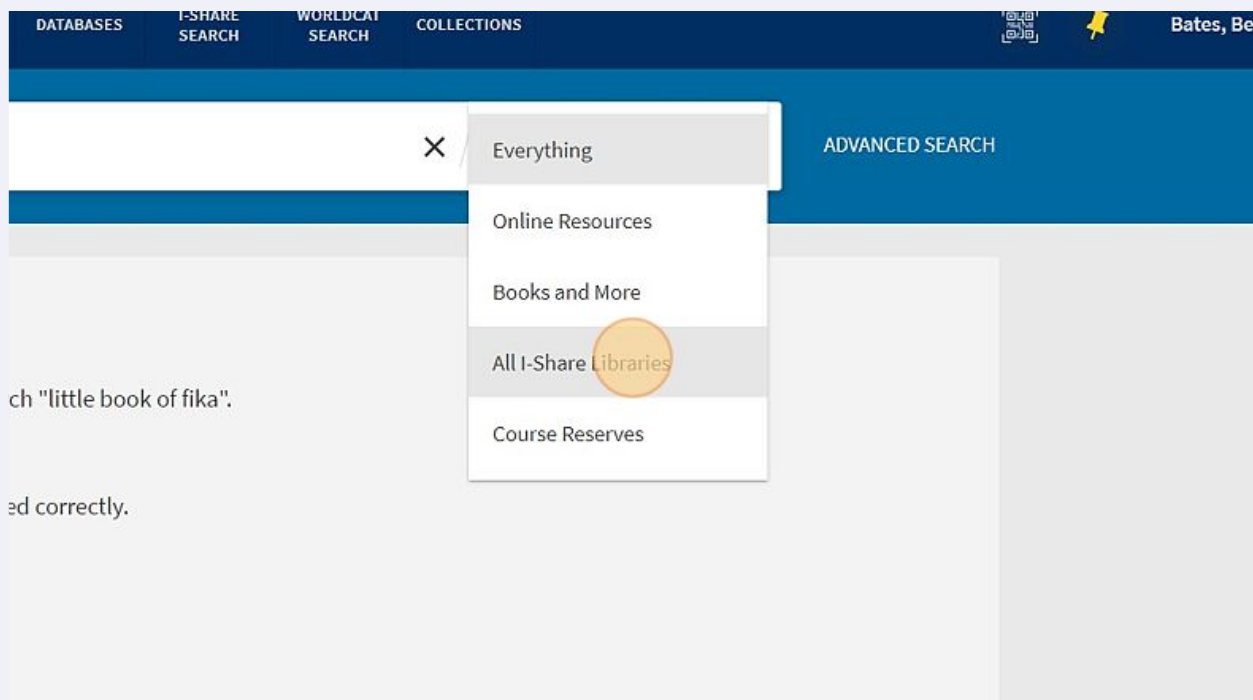 DATABASES
I-SHARE
SEARCH
WORLDCAT
SEARCH
COLLECTIONS
Bates, Be
Everything
ADVANCED SEARCH
Online Resources
Books and More
All I-Share Libraries
ch "little book of fika".
Course Reserves
ed correctly.